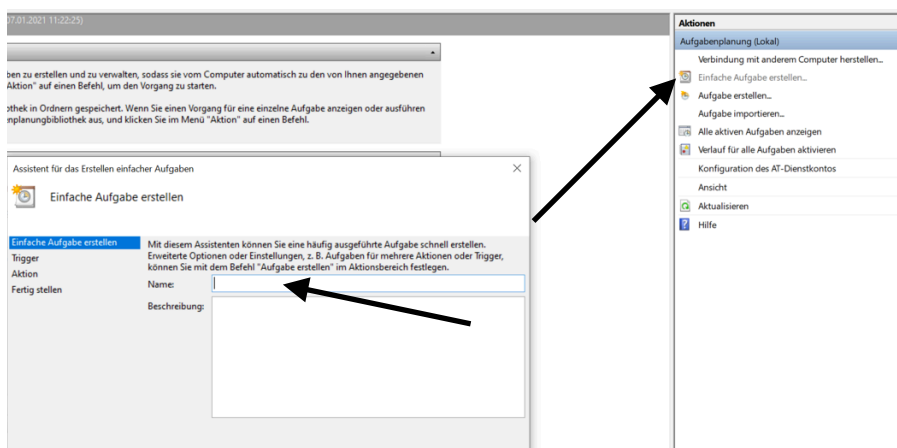 07.01.2021 11:22:25)
ben zu erstellen und zu verwalten, sodass sie vom Computer automatisch zu den von Ihnen angegebenen
Aktion" auf einen Befehl, um den Vorgang zu starten.
othek in Ordnern gespeichert. Wenn Sie einen Vorgang für eine einzelne Aufgabe anzeigen oder ausführen
enplanungbibliothek aus, und klicken Sie im Menü "Aktion" auf einen Befehl.
Assistent für das Erstellen einfacher Aufgaben
Einfache Aufgabe erstellen
Einfache Aufgabe erstellen
Trigger
Aktion
Fertig stellen
Mit diesem Assistenten können Sie eine häufig ausgeführte Aufgabe schnell erstellen.
Erweiterte Optionen oder Einstellungen, z. B. Aufgaben für mehrere Aktionen oder Trigger,
können Sie mit dem Befehl "Aufgabe erstellen" im Aktionsbereich festlegen.
Name:
Beschreibung:
Aktionen
Aufgabenplanung (Lokal)
Verbindung mit anderem Computer herstellen...
Einfache Aufgabe erstellen...
Aufgabe erstellen...
Aufgabe importieren...
Alle aktiven Aufgaben anzeigen
Verlauf für alle Aufgaben aktivieren
Konfiguration des AT-Dienstkontos
Ansicht
Aktualisieren
Hilfe